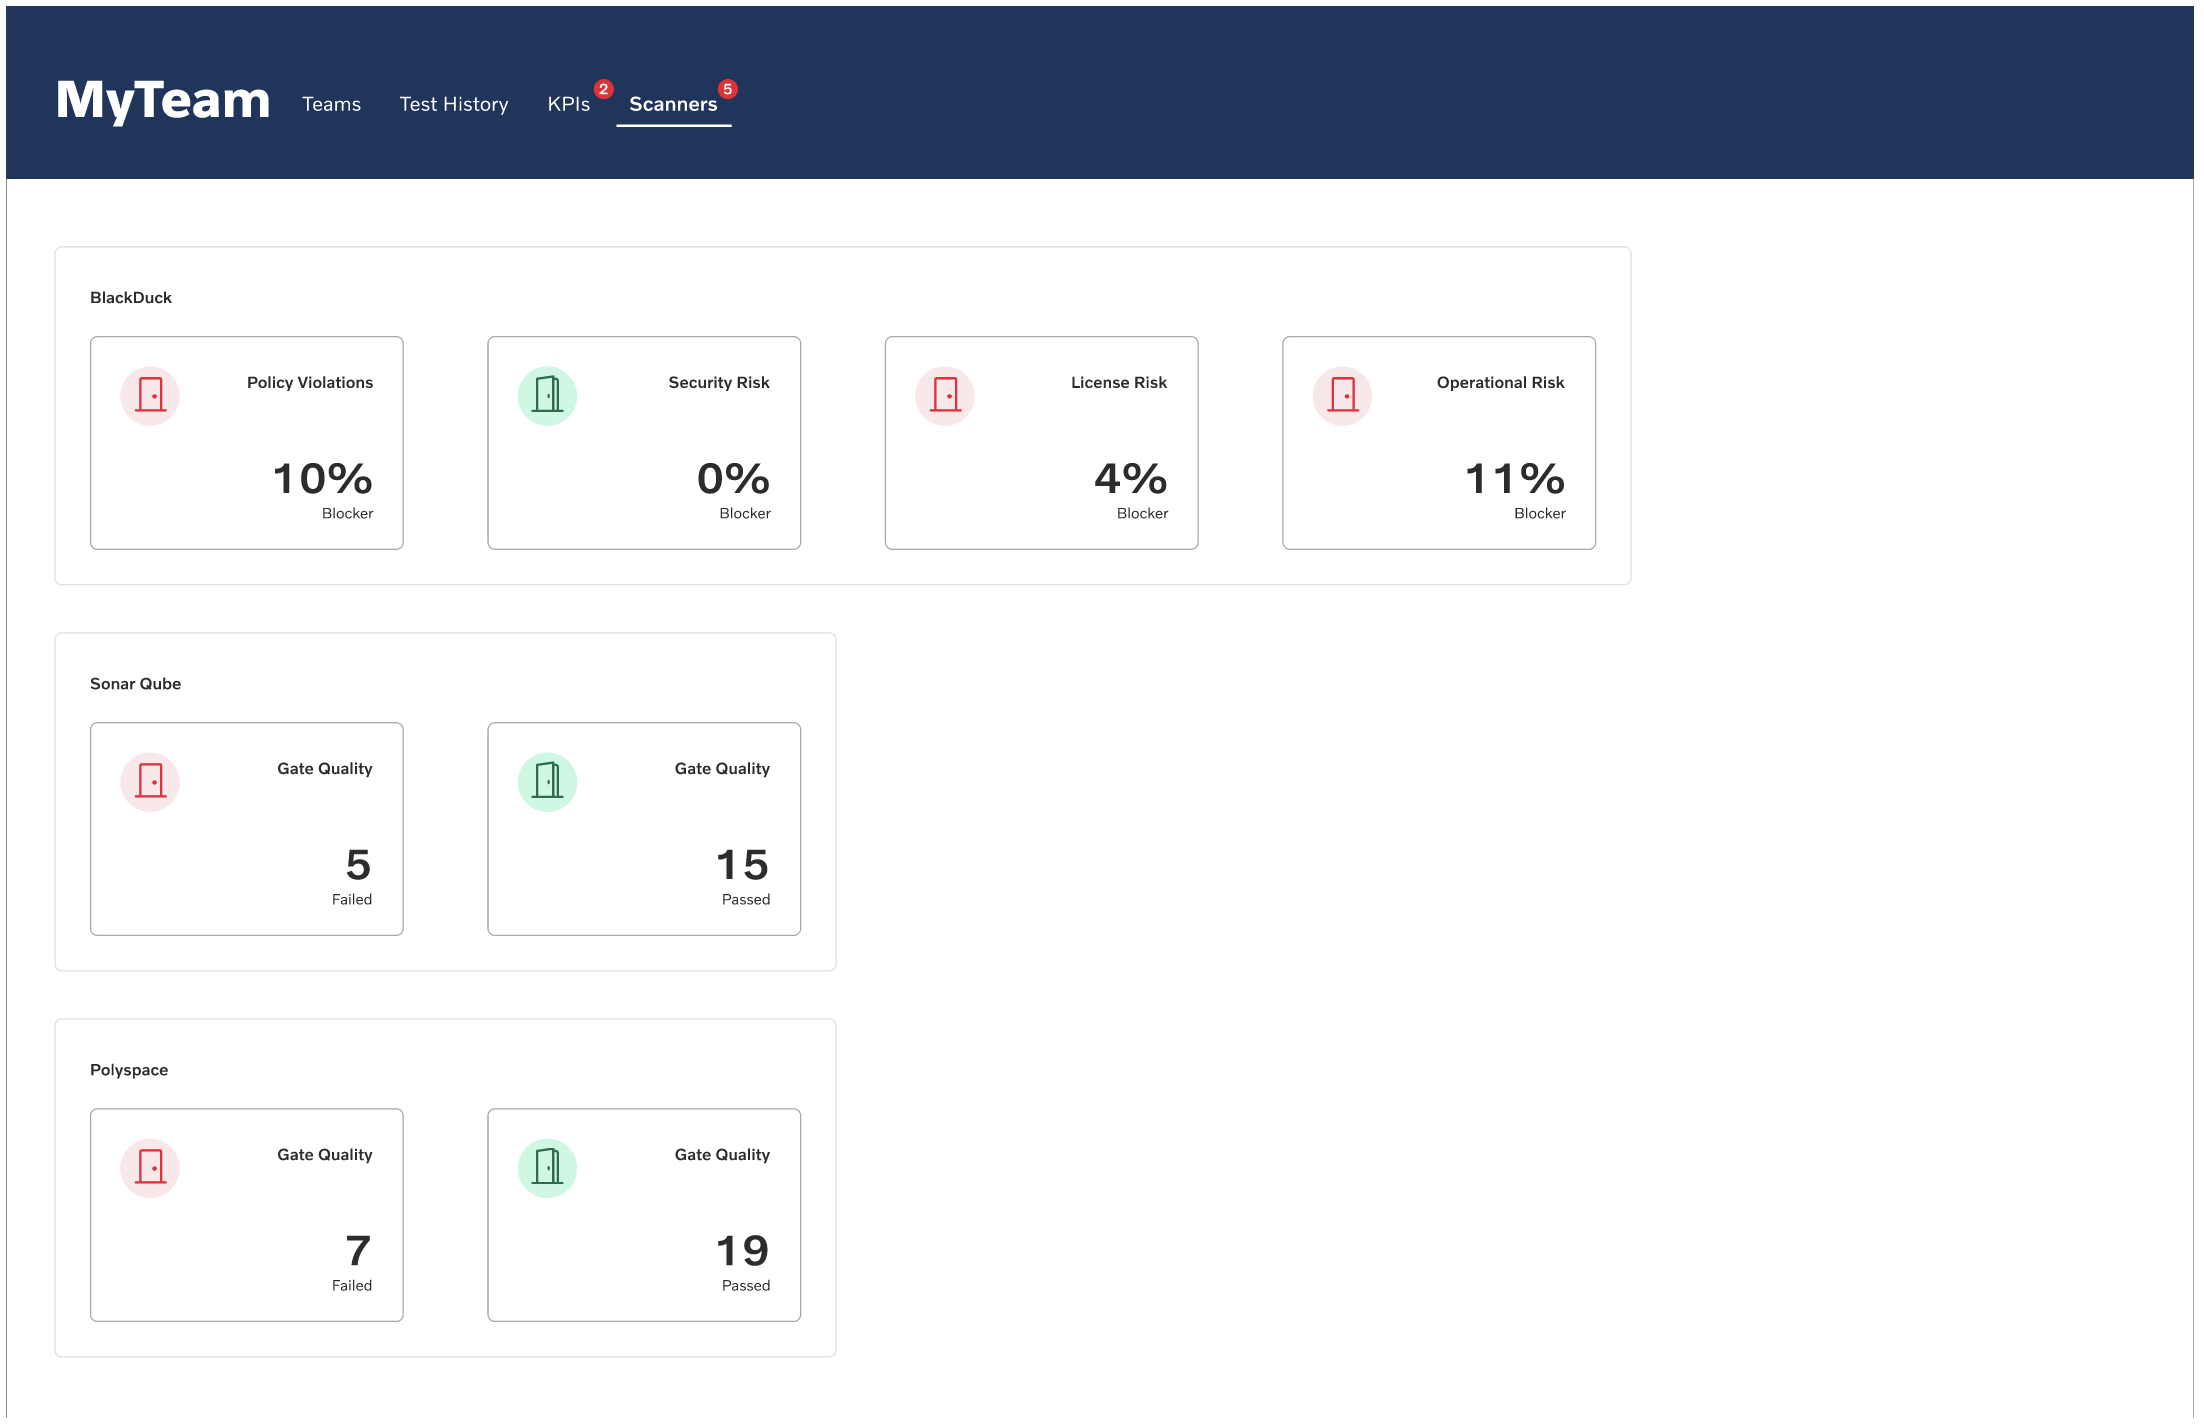 MyTeam
Teams
Test History
KPIs
2
Scanners
5
BlackDuck
Policy Violations
10%
Blocker
Security Risk
0%
Blocker
License Risk
4%
Blocker
Operational Risk
11%
Blocker
Sonar Qube
Gate Quality
5
Failed
Gate Quality
15
Passed
Polyspace
Gate Quality
7
Failed
Gate Quality
19
Passed